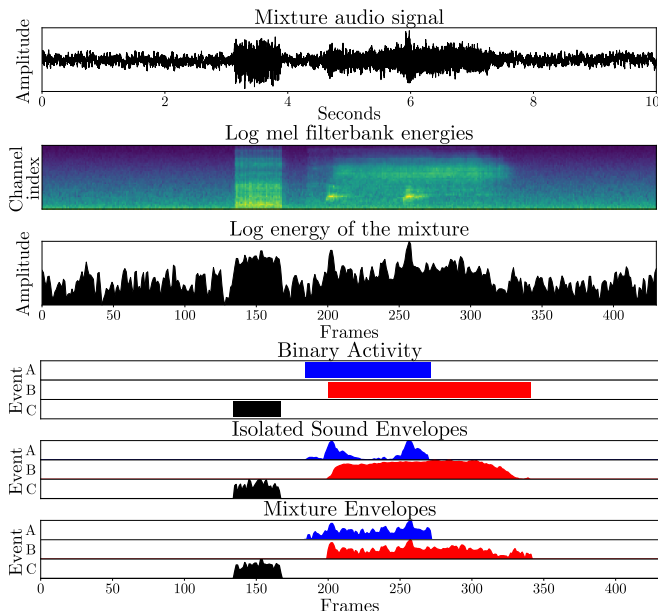 Mixture audio signal
Amplitude
0 2 4 6 8 10
Seconds
Log mel filterbank energies
Channel
index
Log energy of the mixture
Amplitude
0 50 100 150 200 250 300 350 400
Frames
Binary Activity
Event
A
B
C
Isolated Sound Envelopes
Event
A
B
C
Mixture Envelopes
Event
A
B
C
0 50 100 150 200 250 300 350 400
Frames